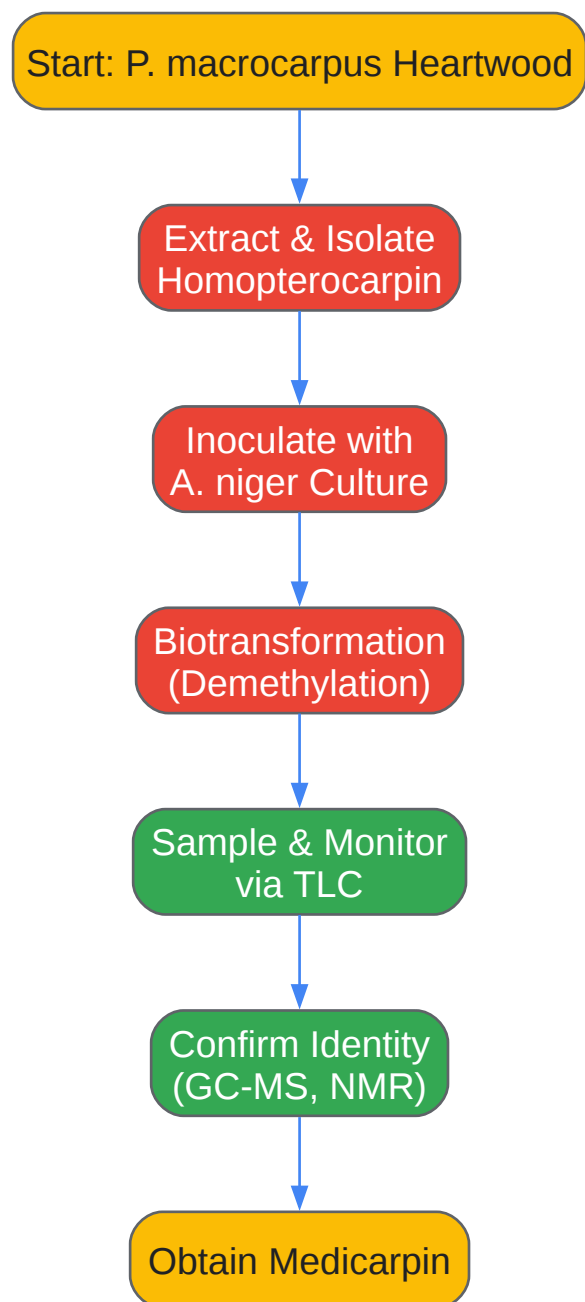 Start: P. macrocarpus Heartwood
Extract & Isolate
Homopterocarpin
Inoculate with
A. niger Culture
Biotransformation
(Demethylation)
Sample & Monitor
via TLC
Confirm Identity
(GC-MS, NMR)
Obtain Medicarpin